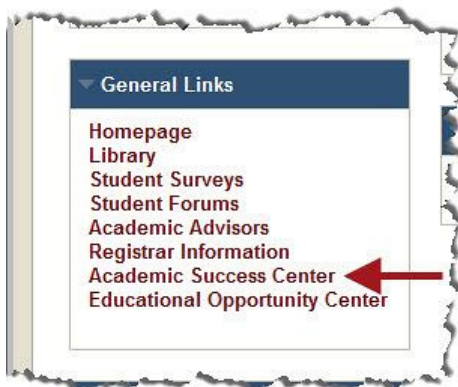 General Links
Homepage
Library
Student Surveys
Student Forums
Academic Advisors
Registrar Information
Academic Success Center
Educational Opportunity Center